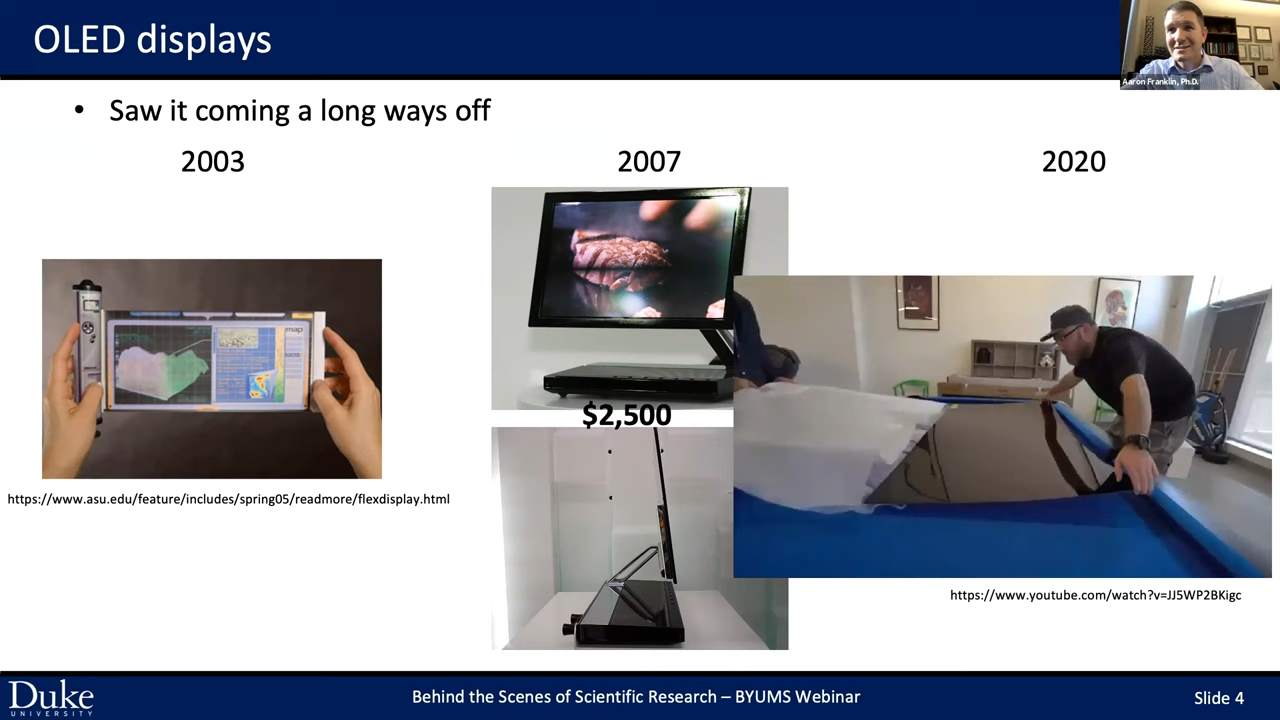 OLED displays
Aaron Franklin, Ph.D.
• Saw it coming a long ways off
2003
2007
2020
map
$2,500
https://www.asu.edu/feature/includes/spring05/readmore/flexdisplay.html
https://www.youtube.com/watch?v=JJ5WP2BKigc
Duke
UNIVERSITY
Behind the Scenes of Scientific Research – BYUMS Webinar
Slide 4